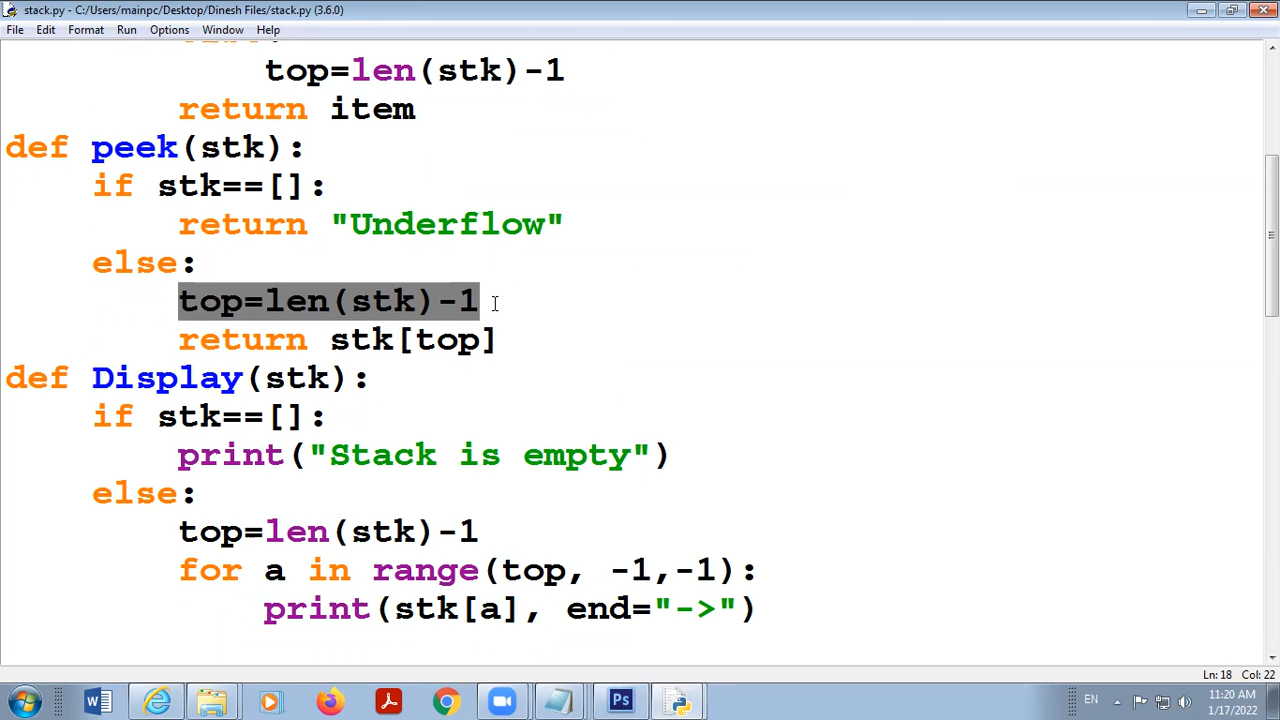 stack.py - C:/Users/mainpc/Desktop/Dinesh Files/stack.py (3.6.0)
File Edit Format Run Options Window Help
top=len(stk)-1
return item
def peek(stk):
if stk==[]:
return "Underflow"
else:
top=len(stk)-1
return stk[top]
def Display(stk):
if stk==[]:
print("Stack is empty")
else:
top=len(stk)-1
for a in range(top, -1,-1):
print(stk[a], end="->")
Ln: 18 Col: 22
W
Ps
EN
11:20 AM
1/17/2022